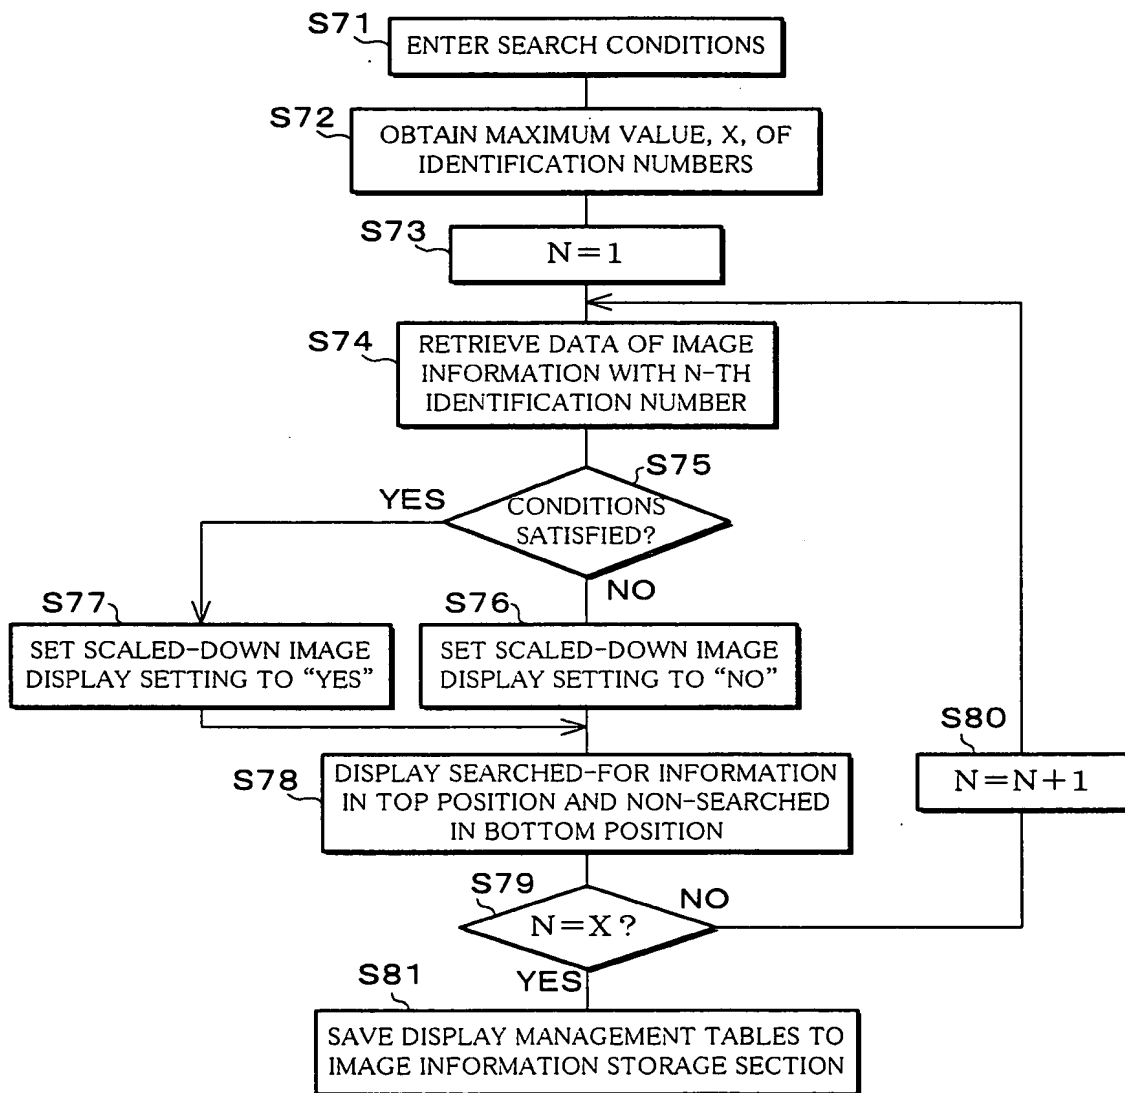 S71
ENTER SEARCH CONDITIONS
S72
OBTAIN MAXIMUM VALUE, X, OF
IDENTIFICATION NUMBERS
S73
N=1
S74
RETRIEVE DATA OF IMAGE
INFORMATION WITH N-TH
IDENTIFICATION NUMBER
S75
YES
CONDITIONS
SATISFIED?
NO
S77
SET SCALED-DOWN IMAGE
DISPLAY SETTING TO “YES”
S76
SET SCALED-DOWN IMAGE
DISPLAY SETTING TO “NO”
S80
N=N+1
S78
DISPLAY SEARCHED-FOR INFORMATION
IN TOP POSITION AND NON-SEARCHED
IN BOTTOM POSITION
S79
N=X?
NO
YES
S81
SAVE DISPLAY MANAGEMENT TABLES TO
IMAGE INFORMATION STORAGE SECTION